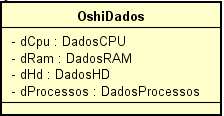 OshiDados
- dCpu : DadosCPU
- dRam : DadosRAM
- dHd : DadosHD
- dProcessos : DadosProcessos